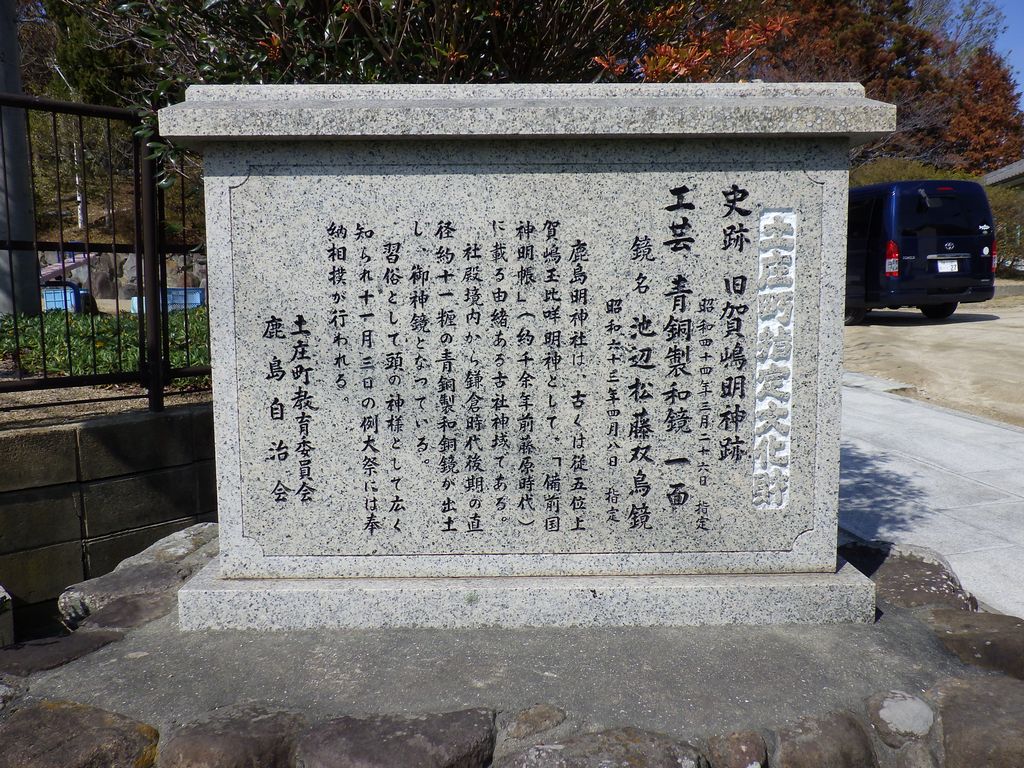 土庄町指定文化財
史跡 旧加賀嶋明神跡
昭和四十四年三月二十六日 指定
工芸 青銅製和鏡 一面
鏡名 池辺松藤双鳥鏡
昭和六十三年四月八日 指定
鹿島明神社は、古くは従五位上
賀嶋玉比咩明神として、「備前国
神明帳」(約千余年前藤原時代)
に載る由緒ある古社神域である。
社殿境内から鎌倉時代後期の直
径約十一糎の青銅製和銅鏡が出土
し、御神鏡となっている。
習俗として頭の神様として広く
知られ十一月三日の例大祭には奉
納相撲が行われる。
土庄町教育委員会
鹿島自治会